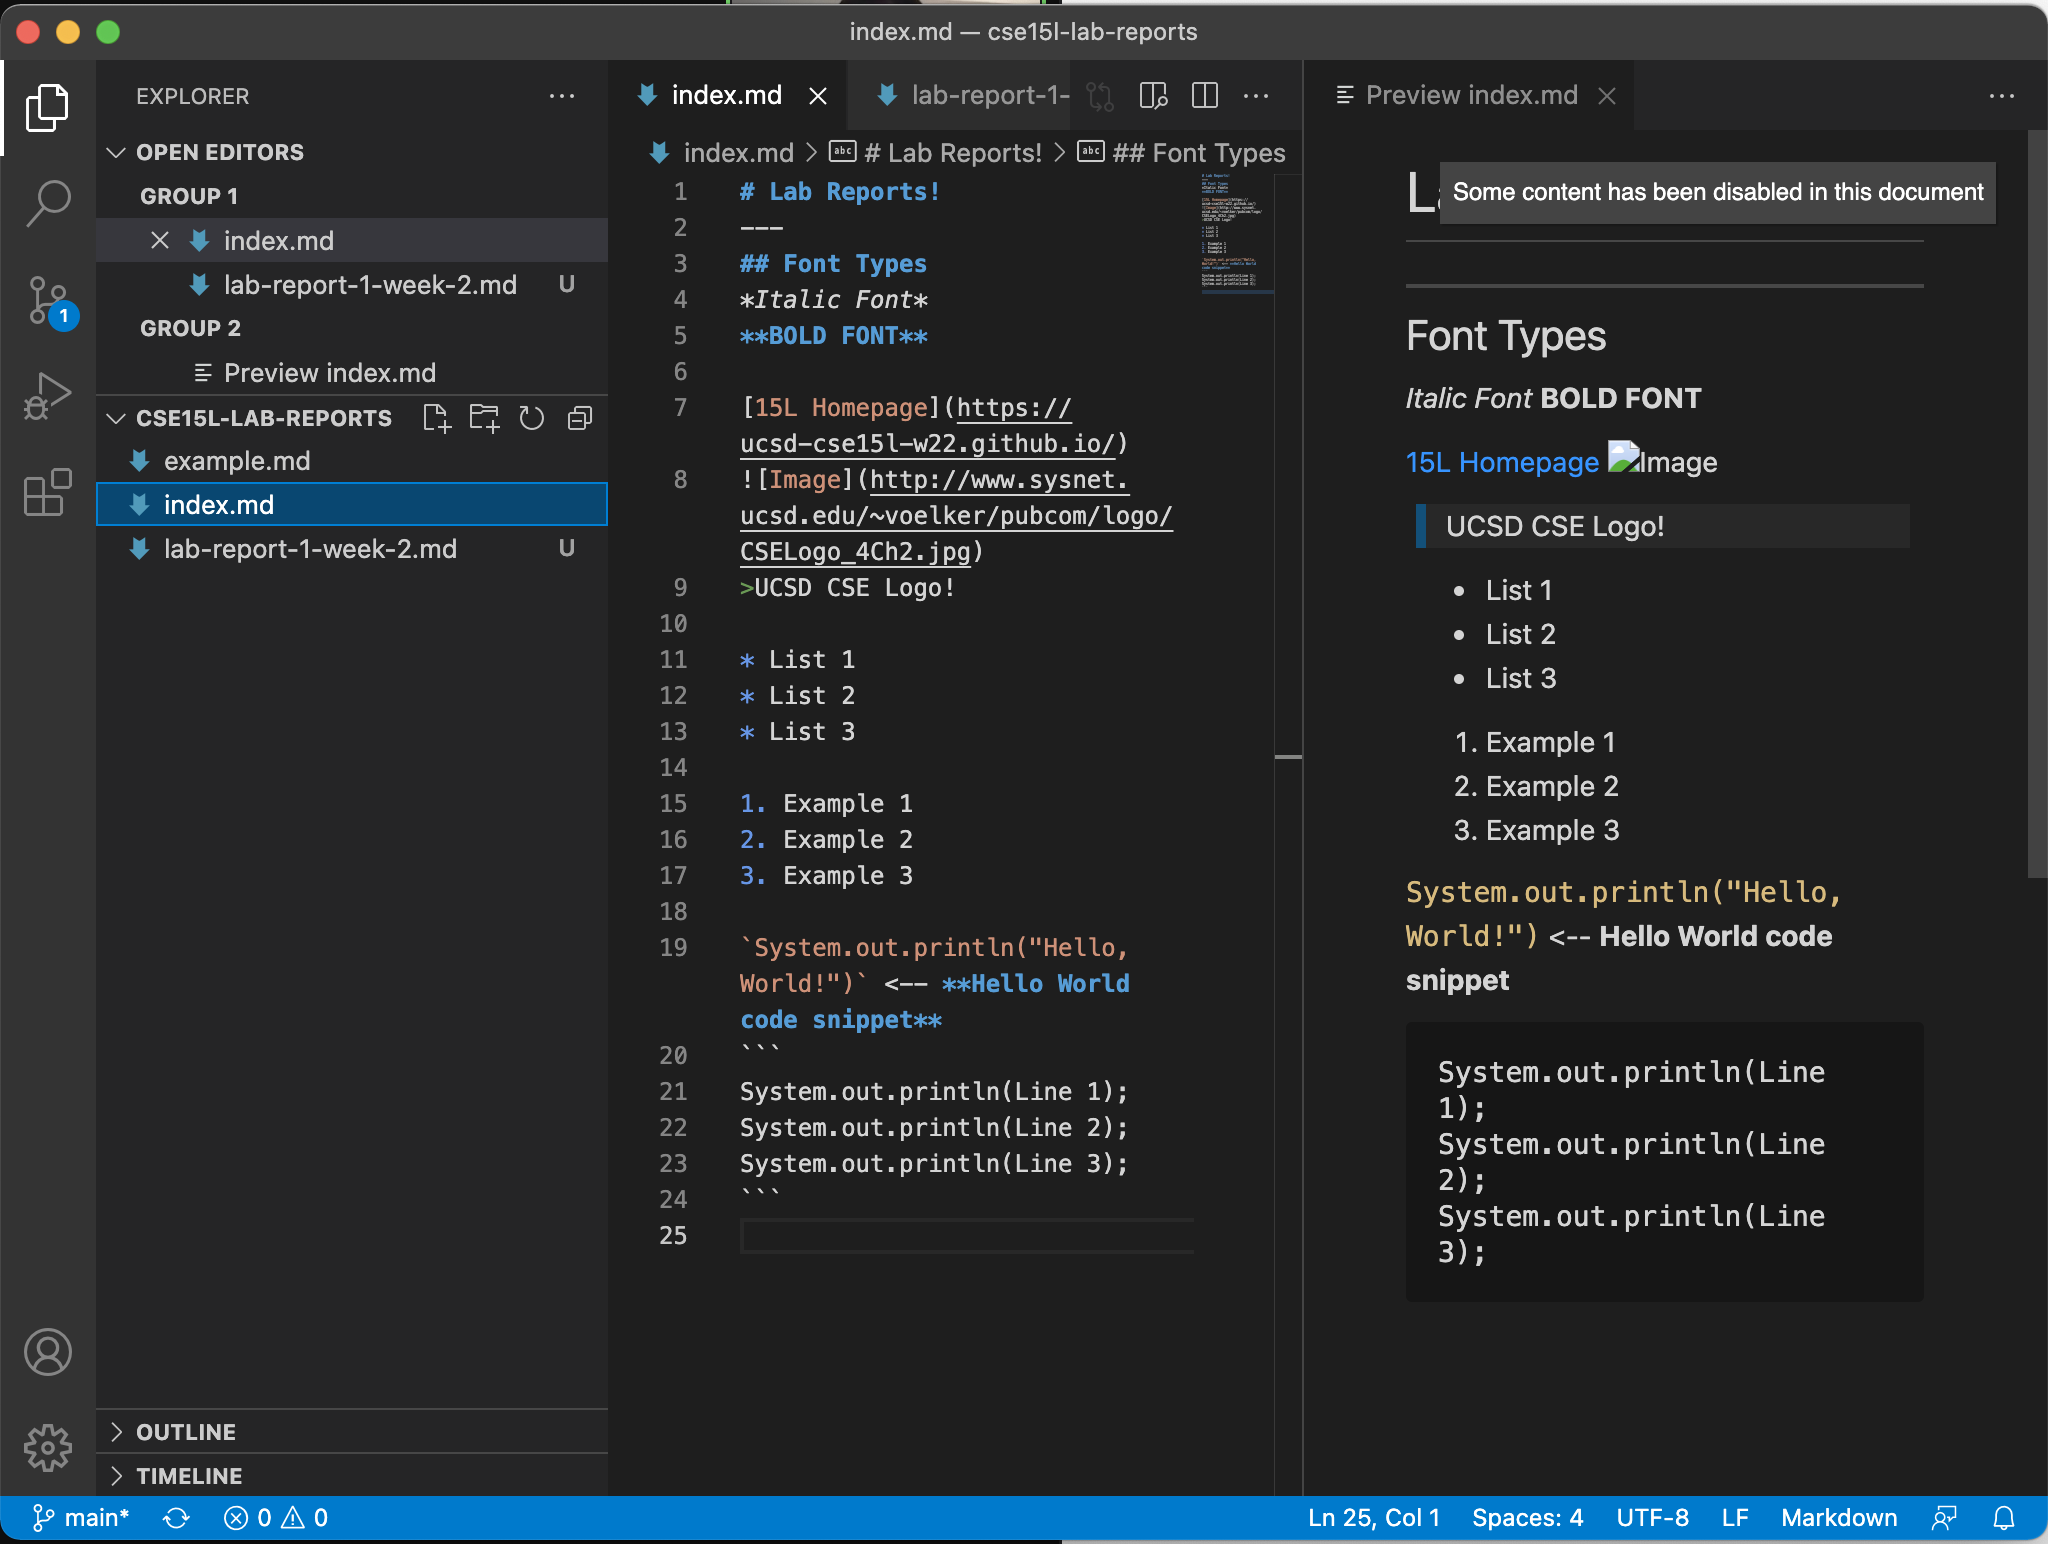 index.md — cse15l-lab-reports
EXPLORER
OPEN EDITORS
GROUP 1
index.md
lab-report-1-week-2.md U
GROUP 2
Preview index.md
CSE15L-LAB-REPORTS
example.md
index.md
lab-report-1-week-2.md U
OUTLINE
TIMELINE
1
index.md
lab-report-1-
index.md > # Lab Reports! > ## Font Types
1 # Lab Reports!
2 ---
3 ## Font Types
4 *Italic Font*
5 **BOLD FONT**
6
7 [15L Homepage](https://
ucsd-cse15l-w22.github.io/)
8 ![Image](http://www.sysnet.
ucsd.edu/~voelker/pubcom/logo/
CSELogo_4Ch2.jpg)
9 >UCSD CSE Logo!
10
11 * List 1
12 * List 2
13 * List 3
14
15 1. Example 1
16 2. Example 2
17 3. Example 3
18
19 `System.out.println("Hello,
World!")` <-- **Hello World
code snippet**
20 ```
21 System.out.println(Line 1);
22 System.out.println(Line 2);
23 System.out.println(Line 3);
24 ```
25
Preview index.md
Some content has been disabled in this document
Font Types
Italic Font BOLD FONT
15L Homepage Image
UCSD CSE Logo!
• List 1
• List 2
• List 3
1. Example 1
2. Example 2
3. Example 3
System.out.println("Hello,
World!") <-- Hello World code
snippet
System.out.println(Line
1);
System.out.println(Line
2);
System.out.println(Line
3);
main* 0 0 Ln 25, Col 1 Spaces: 4 UTF-8 LF Markdown